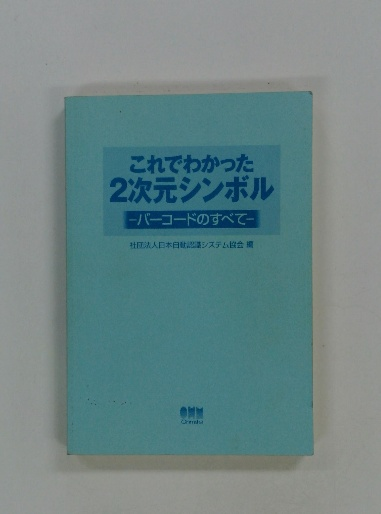 これでわかった
2次元シンボル
-バーコードのすべて-
社団法人日本自動認識システム協会 編
OHM
Ohmsha